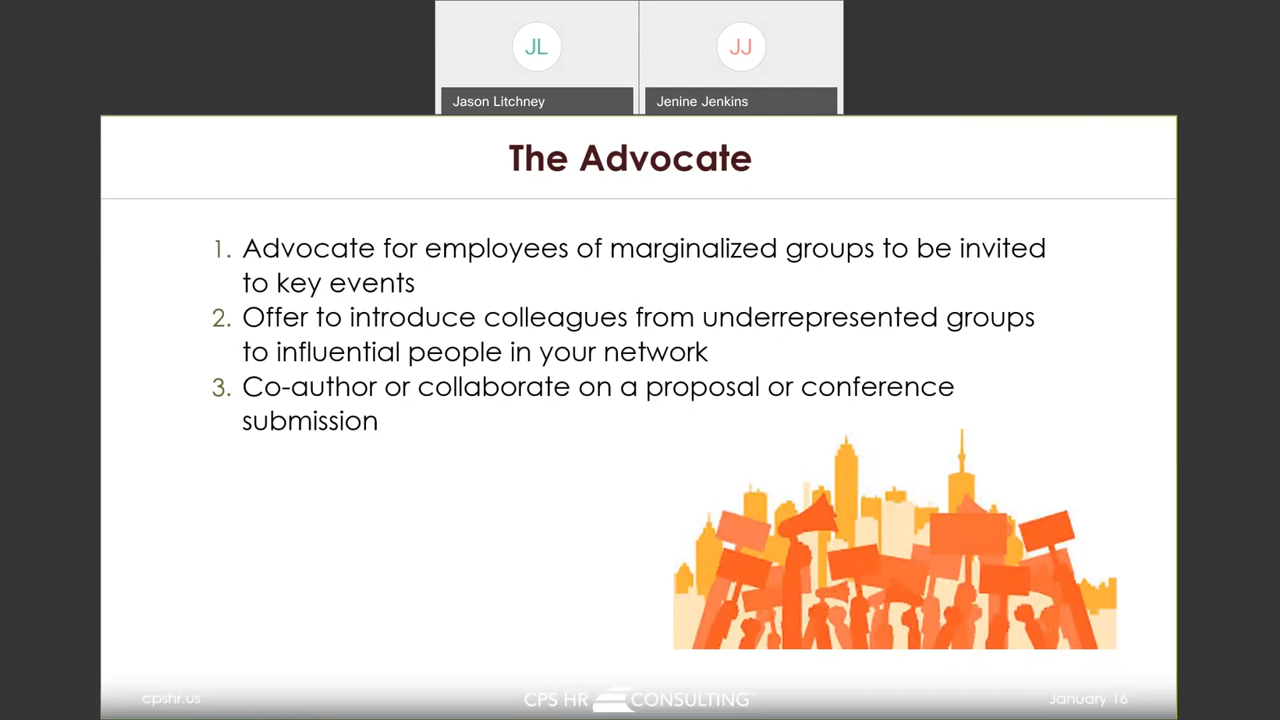 JL
JJ
Jason Litchney
Jenine Jenkins
The Advocate
1. Advocate for employees of marginalized groups to be invited
to key events
2. Offer to introduce colleagues from underrepresented groups
to influential people in your network
3. Co-author or collaborate on a proposal or conference
submission
cpshr.us
CPS HR CONSULTING
January 16